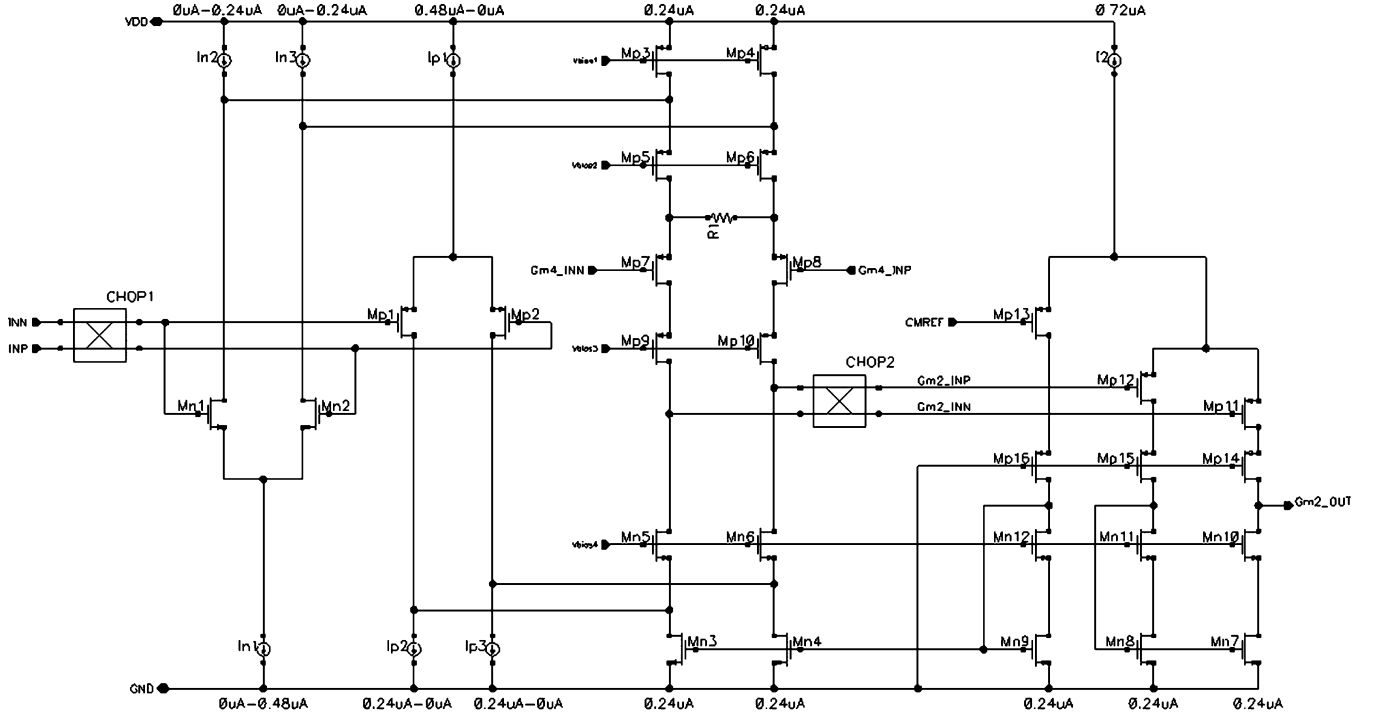 0uA-0.24uA 0uA-0.24uA 0.48uA-0uA 0.24uA 0.24uA 0.72uA
VDD
In2 In3 Ip1 Mp3 Mp4 I2
Vbias1
Mp5 Mp6
Vbias2
R1
Gm4_INN Mp7 Mp8 Gm4_INP
CHOP1
INN Mp1 Mp2 CMREF Mp13
INP Vbias3 Mp9 Mp10
CHOP2
Gm2_INP Mp12
Mn1 Mn2 Gm2_INN Mp11
Mp16 Mp15 Mp14
Gm2_OUT
Vbias4 Mn5 Mn6 Mn12 Mn11 Mn10
In1 Ip2 Ip3 Mn3 Mn4 Mn9 Mn8 Mn7
GND
0uA-0.48uA 0.24uA-0uA 0.24uA-0uA 0.24uA 0.24uA 0.24uA 0.24uA 0.24uA